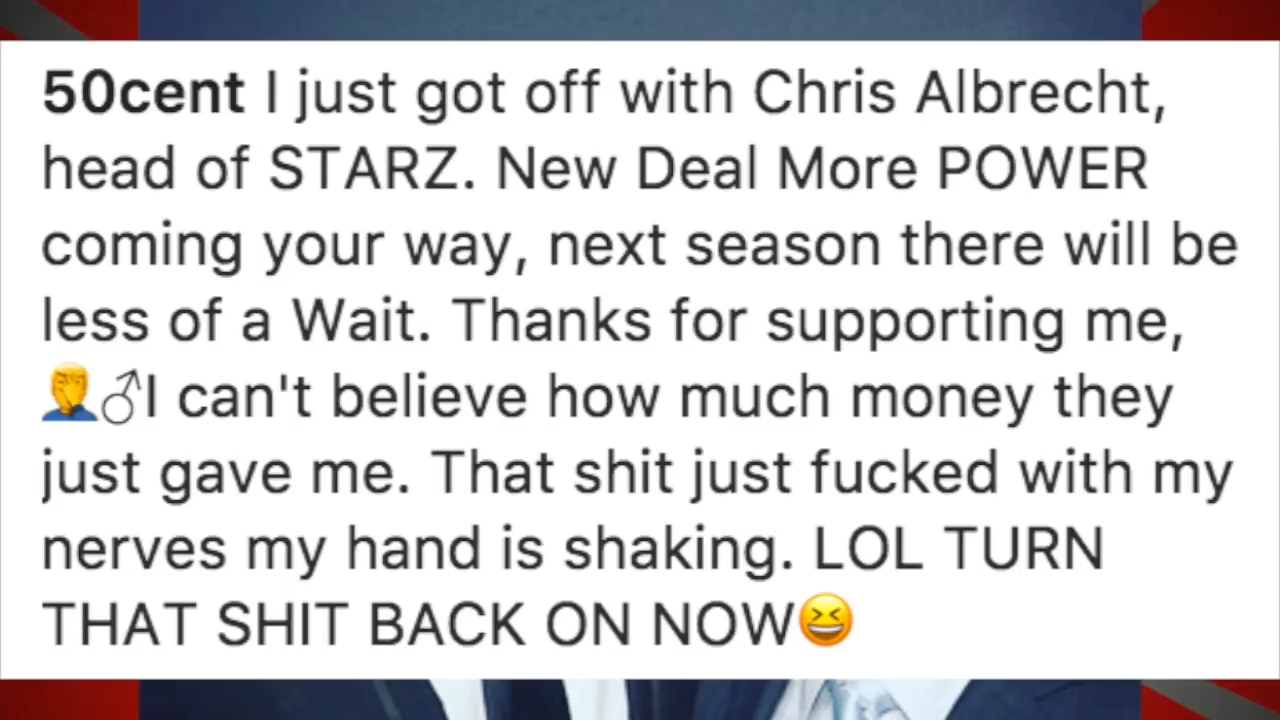 50cent I just got off with Chris Albrecht,
head of STARZ. New Deal More POWER
coming your way, next season there will be
less of a Wait. Thanks for supporting me,
🤦♂I can't believe how much money they
just gave me. That shit just fucked with my
nerves my hand is shaking. LOL TURN
THAT SHIT BACK ON NOW😆